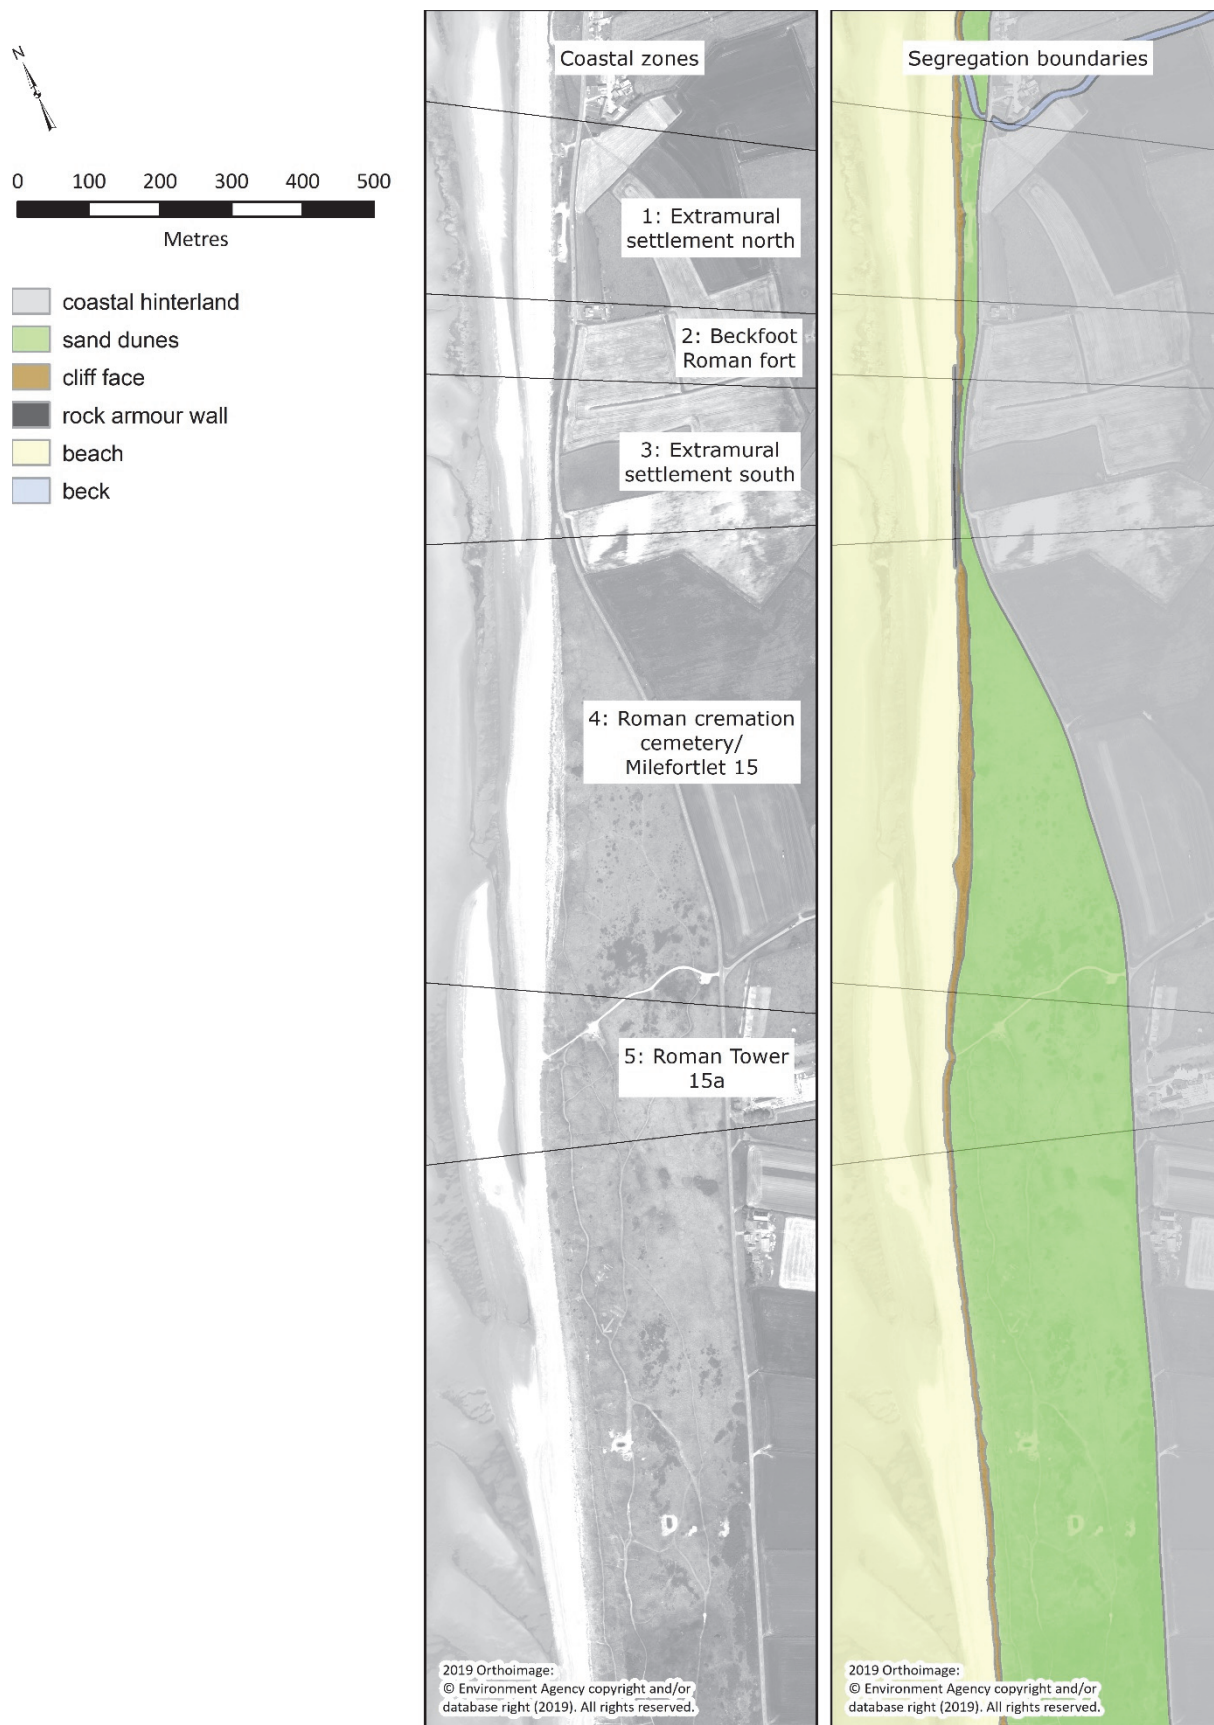 N
0 100 200 300 400 500
Metres
coastal hinterland
sand dunes
cliff face
rock armour wall
beach
beck
Coastal zones
1: Extramural
settlement north
2: Beckfoot
Roman fort
3: Extramural
settlement south
4: Roman cremation
cemetery/
Milefortlet 15
5: Roman Tower
15a
2019 Orthoimage:
© Environment Agency copyright and/or
database right (2019). All rights reserved.
Segregation boundaries
2019 Orthoimage:
© Environment Agency copyright and/or
database right (2019). All rights reserved.